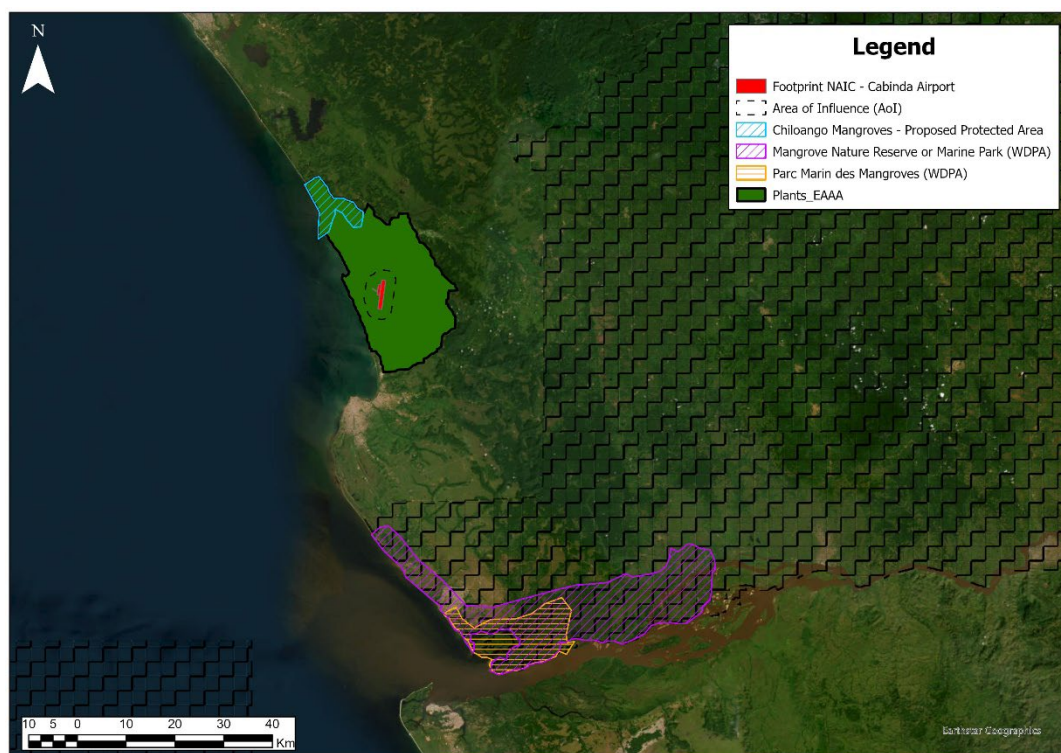 N
Legend
Footprint NAIC - Cabinda Airport
Area of Influence (AoI)
Chiloango Mangroves - Proposed Protected Area
Mangrove Nature Reserve or Marine Park (WDPA)
Parc Marin des Mangroves (WDPA)
Plants_EAAA
10 5 0 10 20 30 40
Km
Earthstar Geographics